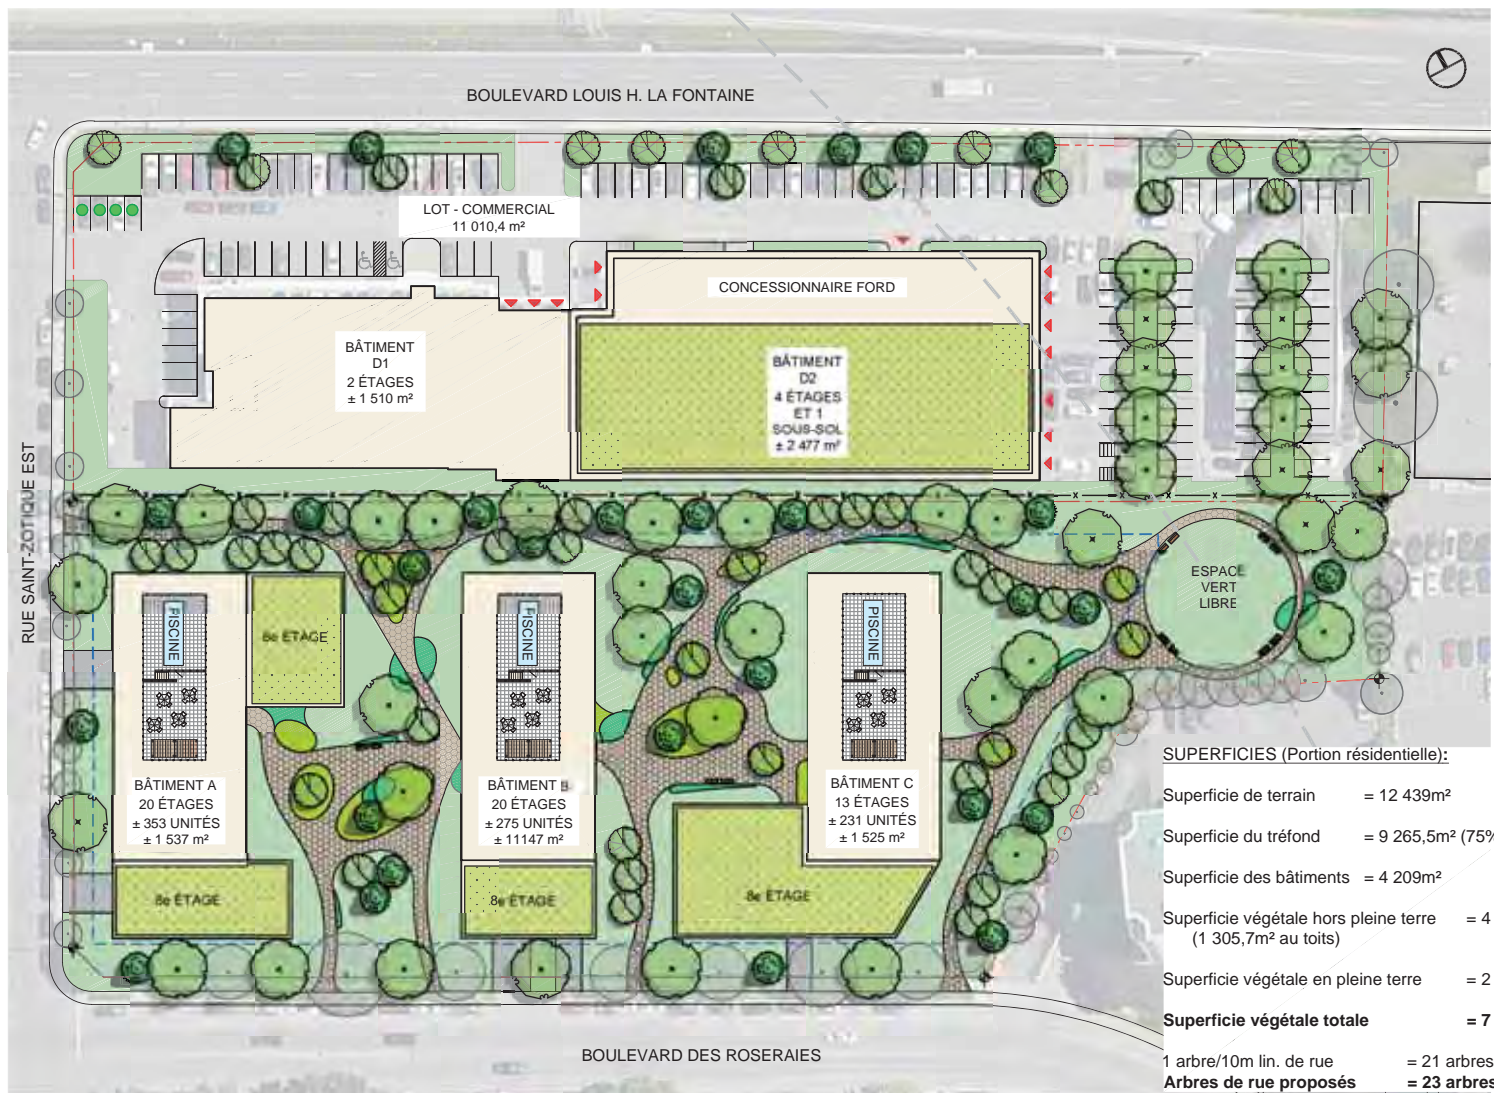 BOULEVARD LOUIS H. LA FONTAINE
LOT - COMMERCIAL
11 010,4 m²
CONCESSIONNAIRE FORD
BÂTIMENT
D1
2 ÉTAGES
± 1 510 m²
BÂTIMENT
D2
4 ÉTAGES
ET 1
SOUS-SOL
± 2 477 m²
RUE SAINT-ZOTIQUE EST
ESPACE
VERT
LIBRE
PISCINE
8e ÉTAGE
PISCINE
PISCINE
BÂTIMENT A
20 ÉTAGES
± 353 UNITÉS
± 1 537 m²
BÂTIMENT B
20 ÉTAGES
± 275 UNITÉS
± 11147 m²
BÂTIMENT C
13 ÉTAGES
± 231 UNITÉS
± 1 525 m²
8e ÉTAGE
8e ÉTAGE
8e ÉTAGE
SUPERFICIES (Portion résidentielle):
Superficie de terrain = 12 439m²
Superficie du tréfond = 9 265,5m² (75%
Superficie des bâtiments = 4 209m²
Superficie végétale hors pleine terre = 4
(1 305,7m² au toits)
Superficie végétale en pleine terre = 2
Superficie végétale totale = 7
1 arbre/10m lin. de rue = 21 arbres
Arbres de rue proposés = 23 arbres
BOULEVARD DES ROSERAIES